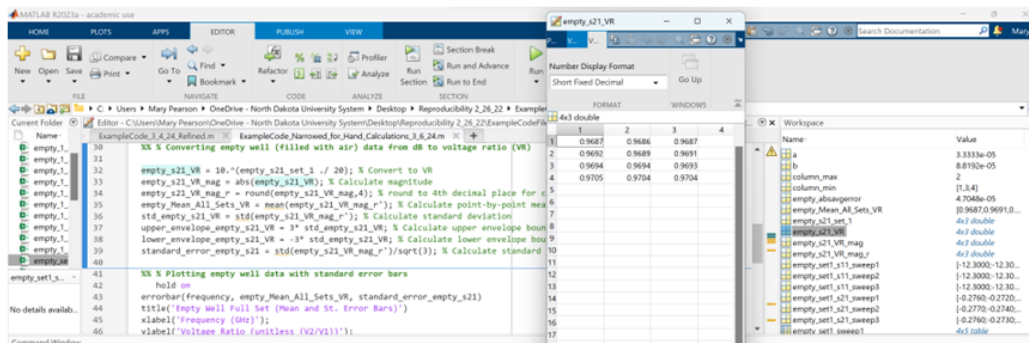 MATLAB R2023a - academic use
HOME PLOTS APPS EDITOR PUBLISH VIEW
Search Documentation Mary
New Open Save
Compare
Print
Go To
Find
Bookmark
Refactor
Profiler
Analyze
Run Section
Section Break
Run and Advance
Run to End
Run
FILE NAVIGATE CODE ANALYZE SECTION
C: Users Mary Pearson OneDrive - North Dakota University System Desktop Reproducibility 2_26_22
Current Folder
Name
empty_1_
empty_1_
empty_1_
empty_1_
empty_1_
empty_1_
empty_1_
empty_se
empty_set1_s...
No details availab...
Editor - C:\Users\Mary Pearson\OneDrive - North Dakota University System\Desktop\Reproducibility 2_26_22\ExampleCodeFile
ExampleCode_3_4_24_Refined.m ExampleCode_Narrowed_for_Hand_Calculations_3_6_24.m
30 %% % Converting empty well (filled with air) data from dB to voltage ratio (VR)
31
32 empty_s21_VR = 10.^(empty_s21_set_1 ./ 20); % Convert to VR
33 empty_s21_VR_mag = abs(empty_s21_VR); % Calculate magnitude
34 empty_s21_VR_mag_r = round(empty_s21_VR_mag,4); % round to 4th decimal place for c
35 empty_Mean_All_Sets_VR = mean(empty_s21_VR_mag_r'); % Calculate point-by-point mea
36 std_empty_s21_VR = std(empty_s21_VR_mag_r'); % Calculate standard deviation
37 upper_envelope_empty_s21_VR = 3* std_empty_s21_VR; % Calculate upper envelope boun
38 lower_envelope_empty_s21_VR = -3* std_empty_s21_VR; % Calculate lower envelope bou
39 standard_error_empty_s21 = std(empty_s21_VR_mag_r')/sqrt(3); % Calculate standard
40
41 %% % Plotting empty well data with standard error bars
42 hold on
43 errorbar(frequency, empty_Mean_All_Sets_VR, standard_error_empty_s21)
44 title('Empty Well Full Set (Mean and St. Error Bars)')
45 xlabel('Frequency (GHz)');
46 ylabel('Voltage Ratio (unitless (V2/V1))');
Command Window
empty_s21_VR
P... V... V...
Number Display Format
Short Fixed Decimal
Go Up
FORMAT WINDOWS
4x3 double
1 2 3 4
1 0.9687 0.9686 0.9687
2 0.9692 0.9689 0.9691
3 0.9694 0.9694 0.9693
4 0.9705 0.9704 0.9704
5
6
7
8
9
10
11
12
13
14
15
16
17
Workspace
Name Value
a 3.3333e-05
b 8.8192e-05
column_max 2
column_min [1,3,4]
empty_absavgerror 4.7048e-05
empty_Mean_All_Sets_VR [0.9687,0.9691,0...
empty_s21_set_1 4x3 double
empty_s21_VR 4x3 double
empty_s21_VR_mag 4x3 double
empty_s21_VR_mag_r 4x3 double
empty_set1_s11_sweep1 [-12.3000;-12.30...
empty_set1_s11_sweep2 [-12.3000;-12.30...
empty_set1_s11_sweep3 [-12.3000;-12.30...
empty_set1_s21_sweep1 [-0.2760;-0.2720;...
empty_set1_s21_sweep2 [-0.2770;-0.2740;...
empty_set1_s21_sweep3 [-0.2760;-0.2730;...
empty_set1_sweep1 4x5 table